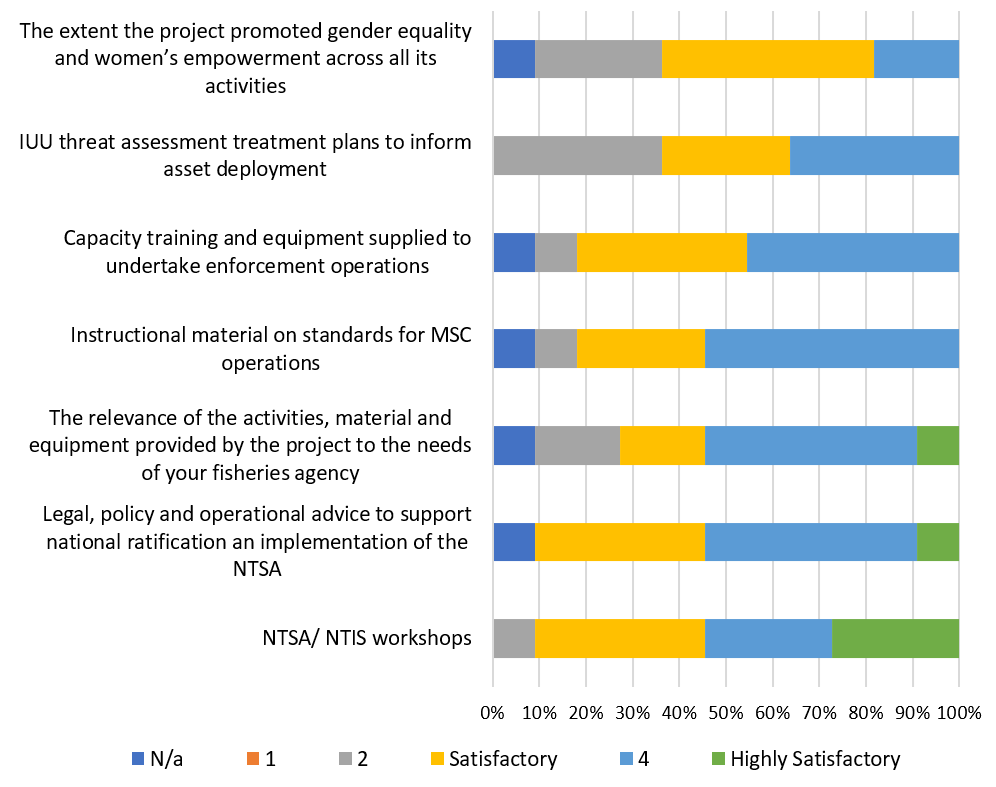 The extent the project promoted gender equality
and women’s empowerment across all its
activities
IUU threat assessment treatment plans to inform
asset deployment
Capacity training and equipment supplied to
undertake enforcement operations
Instructional material on standards for MSC
operations
The relevance of the activities, material and
equipment provided by the project to the needs
of your fisheries agency
Legal, policy and operational advice to support
national ratification an implementation of the
NTSA
NTSA/ NTIS workshops
0% 10% 20% 30% 40% 50% 60% 70% 80% 90% 100%
N/a 1 2 Satisfactory 4 Highly Satisfactory